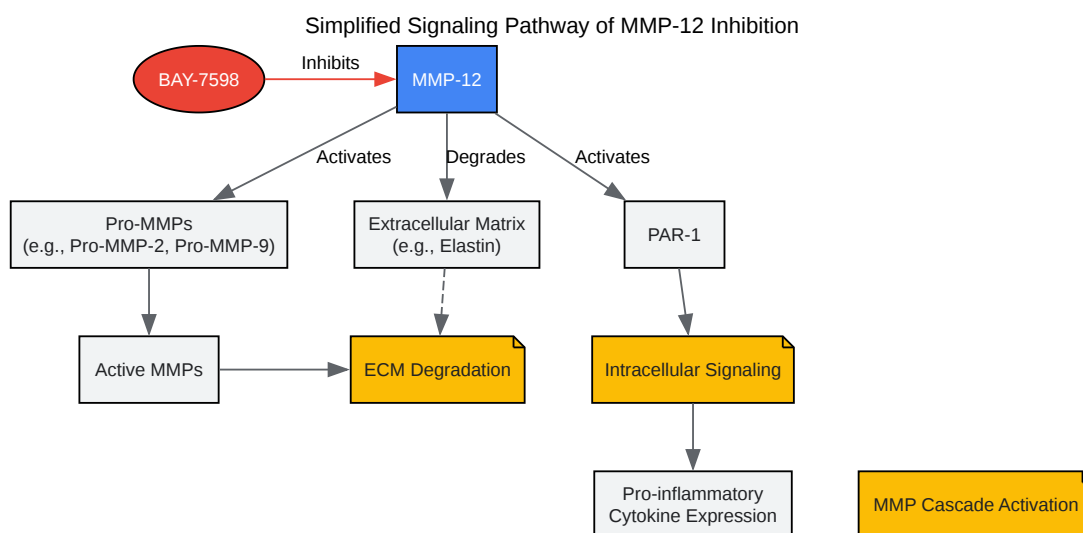 Simplified Signaling Pathway of MMP-12 Inhibition
BAY-7598
Inhibits
MMP-12
Activates
Degrades
Activates
Pro-MMPs
(e.g., Pro-MMP-2, Pro-MMP-9)
Extracellular Matrix
(e.g., Elastin)
PAR-1
Active MMPs
ECM Degradation
Intracellular Signaling
Pro-inflammatory
Cytokine Expression
MMP Cascade Activation